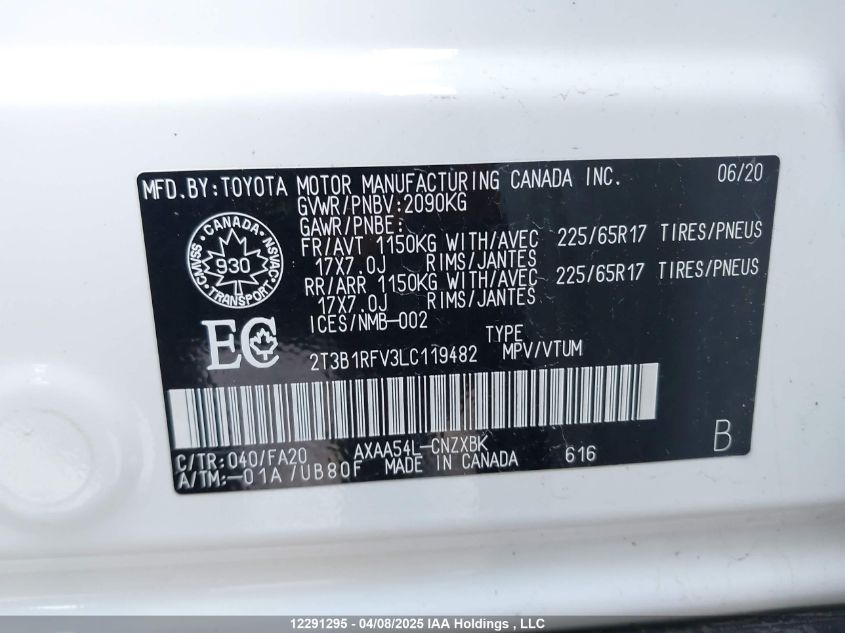 MFD.BY:TOYOTA MOTOR MANUFACTURING CANADA INC. 06/20
GVWR/PNBV:2090KG
GAWR/PNBE:
FR/AVT 1150KG WITH/AVEC 225/65R17 TIRES/PNEUS
17X7.0J RIMS/JANTES
RR/ARR 1150KG WITH/AVEC 225/65R17 TIRES/PNEUS
17X7.0J RIMS/JANTES
ICES/NMB-002
CANADA
CMVSS
NSVAC
930
TRANSPORT
EC
TYPE
2T3B1RFV3LC119482 MPV/VTUM
C/TR:040/FA20 AXAA54L-CNZXBK
A/TM:-01A/UB80F MADE IN CANADA 616
B
12291295 - 04/08/2025 IAA Holdings , LLC